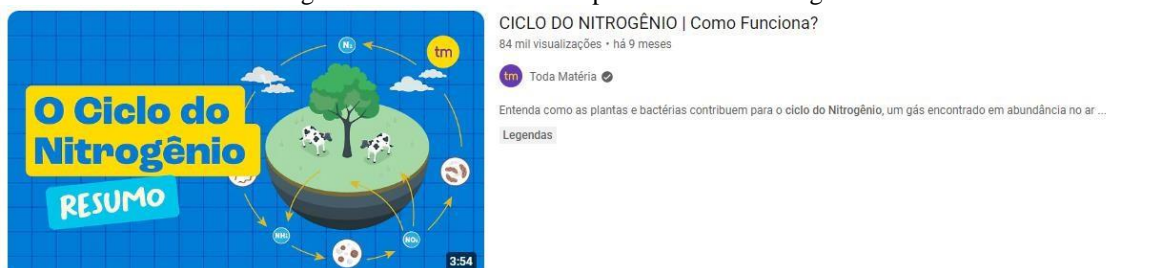 CICLO DO NITROGÊNIO | Como Funciona?
84 mil visualizações • há 9 meses
tm Toda Matéria
Entenda como as plantas e bactérias contribuem para o ciclo do Nitrogênio, um gás encontrado em abundância no ar ...
Legendas
O Ciclo do
Nitrogênio
RESUMO
N₂
tm
3:54